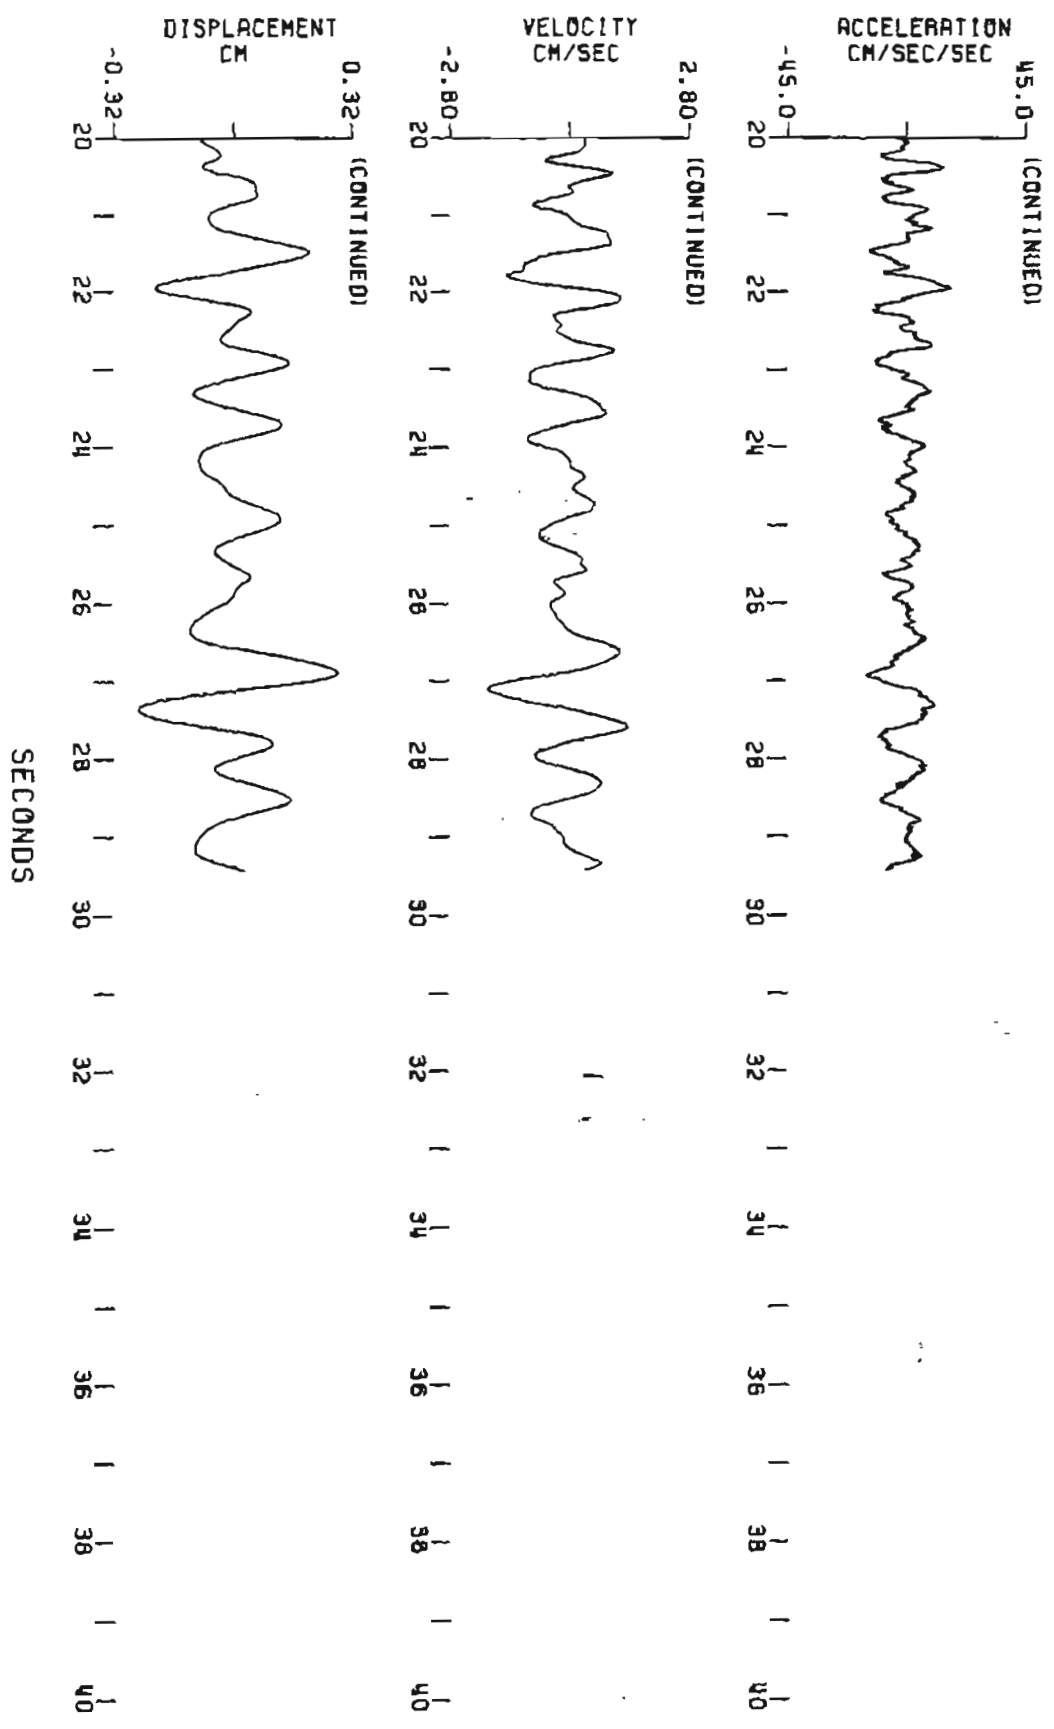 ACCELERATION
CM/SEC/SEC
45.0
-45.0
(CONTINUED)
20 22 24 26 28 30 32 34 36 38 40
VELOCITY
CM/SEC
2.80
-2.80
(CONTINUED)
20 22 24 26 28 30 32 34 36 38 40
DISPLACEMENT
CM
0.32
-0.32
(CONTINUED)
20 22 24 26 28 30 32 34 36 38 40
SECONDS